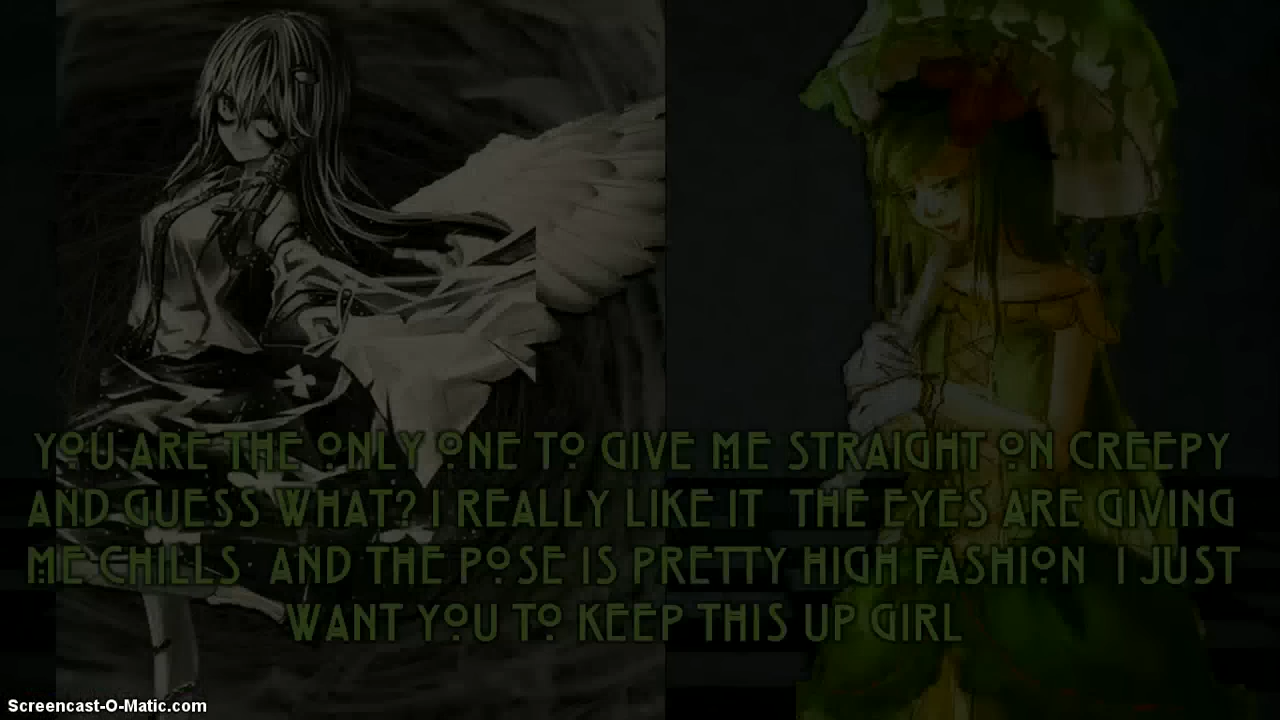 YOU ARE THE ONLY ONE TO GIVE ME STRAIGHT ON CREEPY
AND GUESS WHAT? I REALLY LIKE IT THE EYES ARE GIVING
ME CHILLS. AND THE POSE IS PRETTY HIGH FASHION I JUST
WANT YOU TO KEEP THIS UP GIRL
Screencast-O-Matic.com